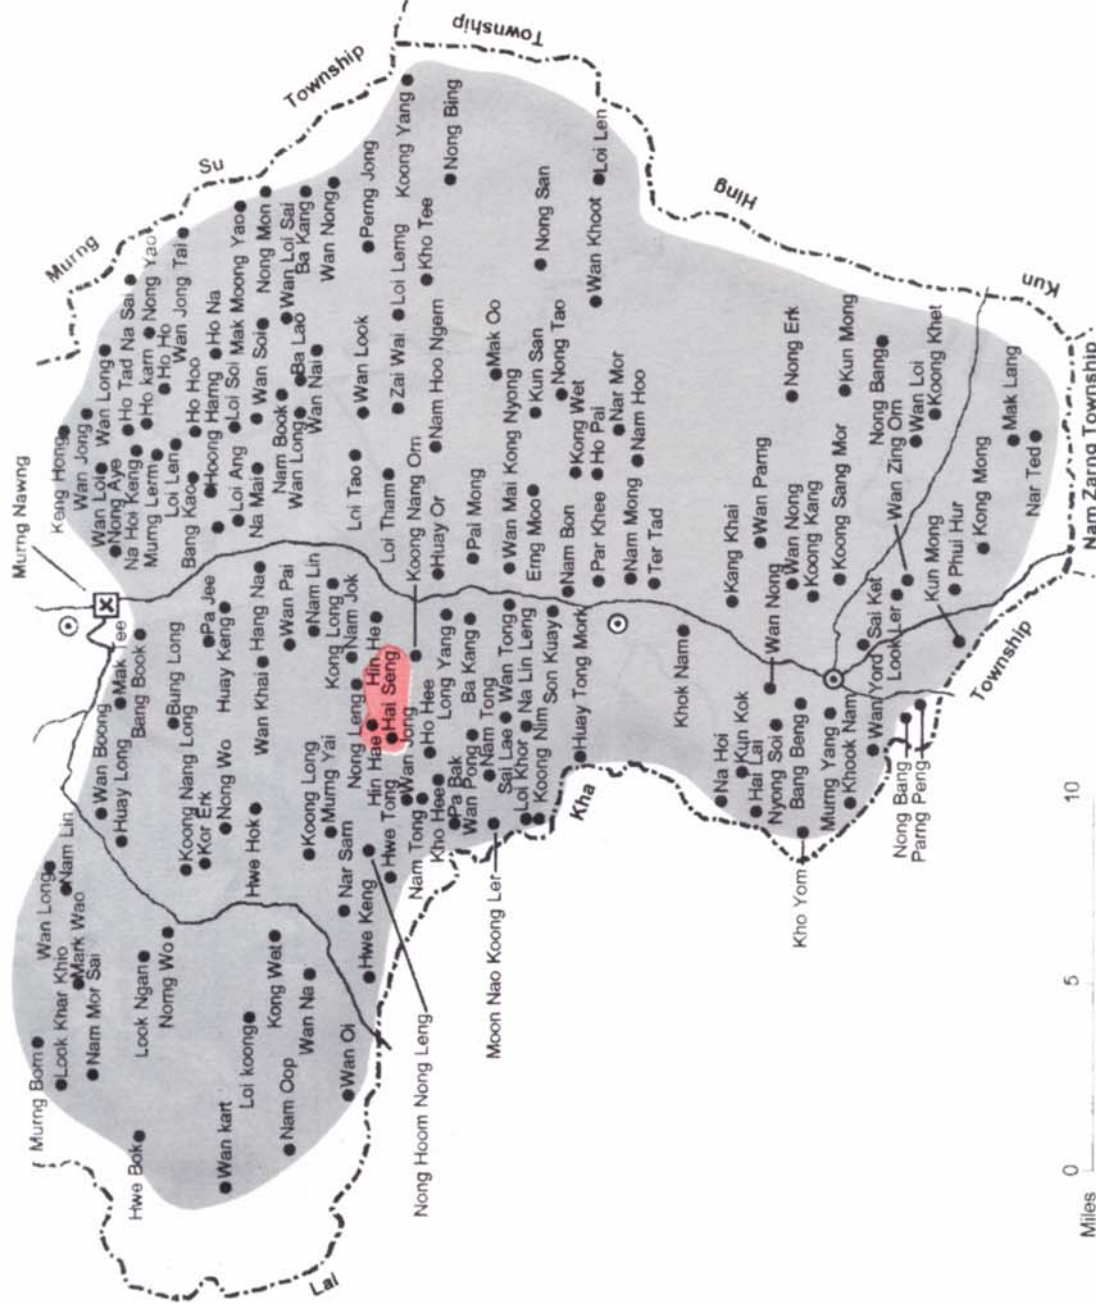 Murng Nawng
Keng Hong
Wan Jong
Wan Loi
Wan Long
Nong Aye
Ho Tad Na Sai
Na Hoi Keng
Ho karn
Nong Yao
Murng Lerm
Ho Ho
Loi Len
Wan Jong Tai
Bang Kao
Ho Hoo
Hoong Harng
Ho Na
Loi Ang
Loi Soi
Mak Moong Yao
Na Mai
Wan Soi
Nong Mon
Nam Book
Wan Loi Sai
Wan Long
Ba Lao
Ba Kang
Wan Nai
Wan Nong
Loi Tao
Wan Look
Perng Jong
Loi Tham
Zai Wai
Loi Lerng
Koong Yang
Koong Nang Orn
Nam Hoo Ngern
Kho Tee
Huay Or
Nong Bing
Pai Mong
Mak Oo
Wan Mai Kong Nyong
Kun San
Nong San
Erng Moo
Nong Tao
Nam Bon
Kong Wet
Wan Khoot
Par Khee
Ho Pai
Loi Len
Nar Mor
Nam Mong
Nam Hoo
Ter Tad
Kang Khai
Wan Parng
Nong Erk
Wan Nong
Wan Nong
Koong Kang
Koong Sang Mor
Kun Mong
Nong Bang
Wan Zing Orn
Wan Loi
Koong Khet
Sai Ket
Look Ler
Kun Mong
Phui Hur
Kong Mong
Mak Lang
Nar Ted
Mak Tee
Bang Book
Pa Jee
Bung Long
Huay Keng
Hang Na
Wan Khai
Wan Pai
Nam Lin
Kong Long
Nam Jok
Hin He
Nong Leng
Hai Seng
Hin Hae
Wan Jong
Ho Hee
Long Yang
Ba Kang
Nam Tong
Wan Tong
Sai Lae
Na Lin Leng
Loi Khor
Son Kuay
Koong Nim
Huay Tong Mork
Khok Nam
Na Hoi
Kun Kok
Hai Lai
Nyong Soi
Bang Beng
Murng Yang
Khook Nam
Wan Yord
Nong Bang
Parng Peng
Kho Yom
Wan Boong
Huay Long
Koong Nang Long
Kor Erk
Nong Wo
Hwe Hok
Koong Long
Murng Yai
Nar Sam
Hwe Tong
Hwe Keng
Nam Tong
Kho Hee
Pa Bak
Wan Pong
Moon Nao Koong Ler
Nong Hoom Nong Leng
Wan Long
Nam Lin
Murng Bom
Look Khar Khio
Mark Wao
Nam Mor Sai
Look Ngan
Norng Wo
Kong Wet
Wan Na
Hwe Bok
Wan kart
Loi koong
Nam Oop
Wan Oi
Murng
Su
Township
Township
Hing
Kun
Nam Zarng Township
Township
Kha
Lai
Miles
0
5
10